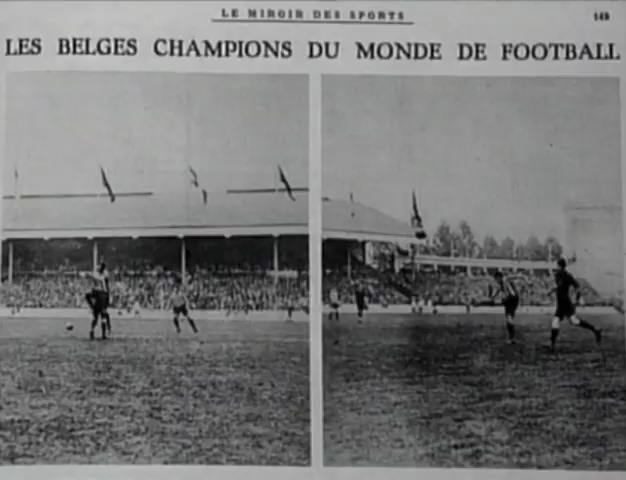 LE MIROIR DES SPORTS
149
LES BELGES CHAMPIONS DU MONDE DE FOOTBALL